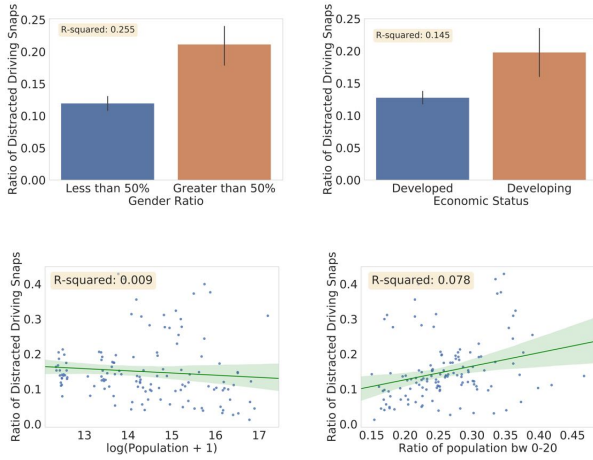 Ratio of Distracted Driving Snaps
0.25
0.20
0.15
0.10
0.05
0.00
R-squared: 0.255
Less than 50%
Greater than 50%
Gender Ratio
Ratio of Distracted Driving Snaps
0.25
0.20
0.15
0.10
0.05
0.00
R-squared: 0.145
Developed
Developing
Economic Status
Ratio of Distracted Driving Snaps
0.4
0.3
0.2
0.1
0.0
R-squared: 0.009
13 14 15 16 17
log(Population + 1)
Ratio of Distracted Driving Snaps
0.4
0.3
0.2
0.1
0.0
R-squared: 0.078
0.15 0.20 0.25 0.30 0.35 0.40 0.45
Ratio of population bw 0-20